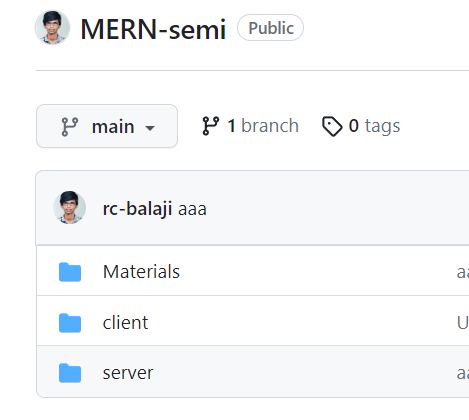 MERN-semi Public
main 1 branch 0 tags
rc-balaji aaa
Materials
client
server